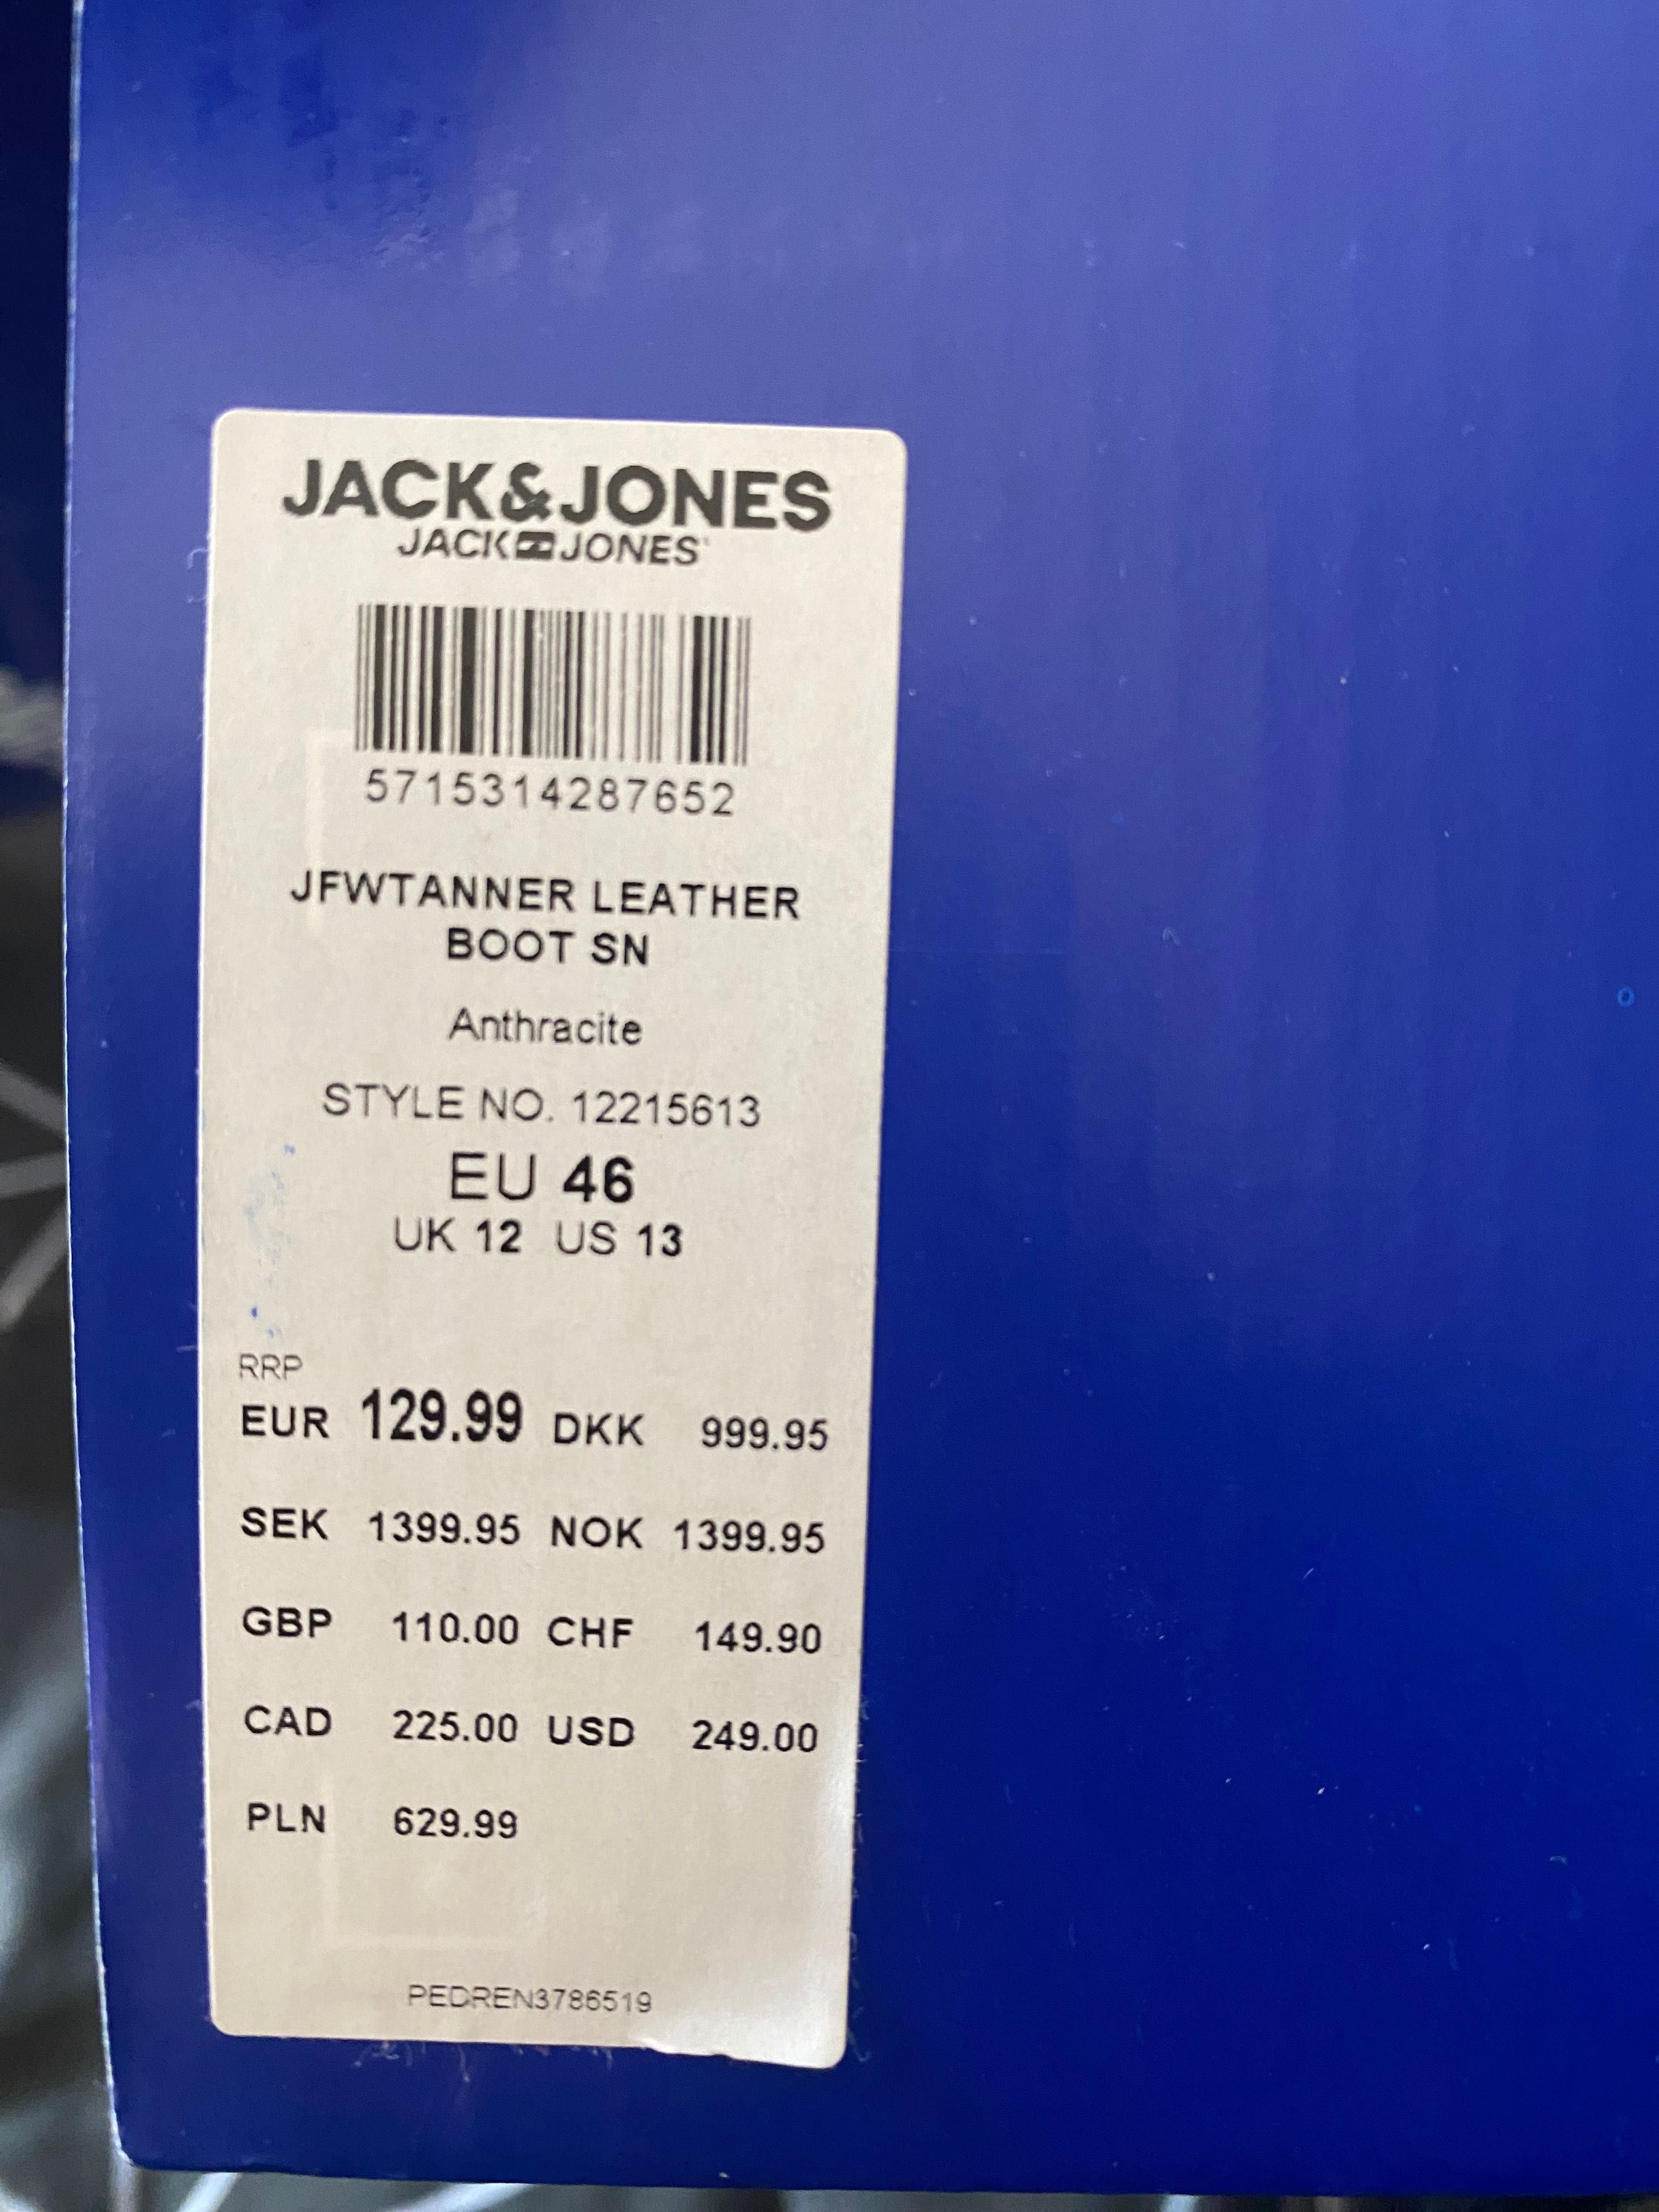 JACK&JONES
JACK JONES
5715314287652
JFWTANNER LEATHER
BOOT SN
Anthracite
STYLE NO. 12215613
EU 46
UK 12 US 13
RRP
EUR 129.99 DKK 999.95
SEK 1399.95 NOK 1399.95
GBP 110.00 CHF 149.90
CAD 225.00 USD 249.00
PLN 629.99
PEDREN3786519